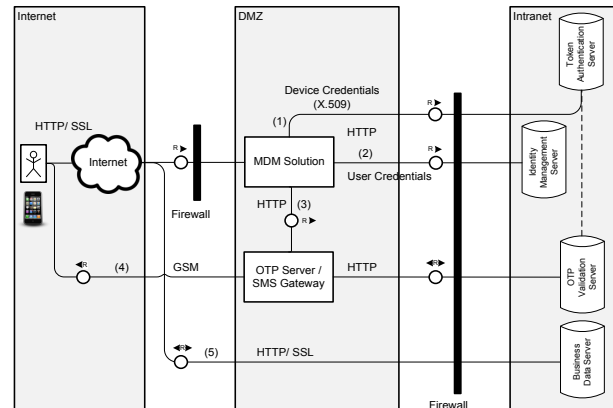 Internet
DMZ
Intranet
Token
Authentication
Server
Device Credentials
(X.509)
(1)
R
HTTP/ SSL
HTTP
Internet
R
MDM Solution
(2)
R
User Credentials
Identity
Management
Server
Firewall
HTTP
(3)
R
R
(4)
GSM
OTP Server /
SMS Gateway
HTTP
R
OTP
Validation
Server
R
(5)
HTTP/ SSL
Business
Data Server
Firewall